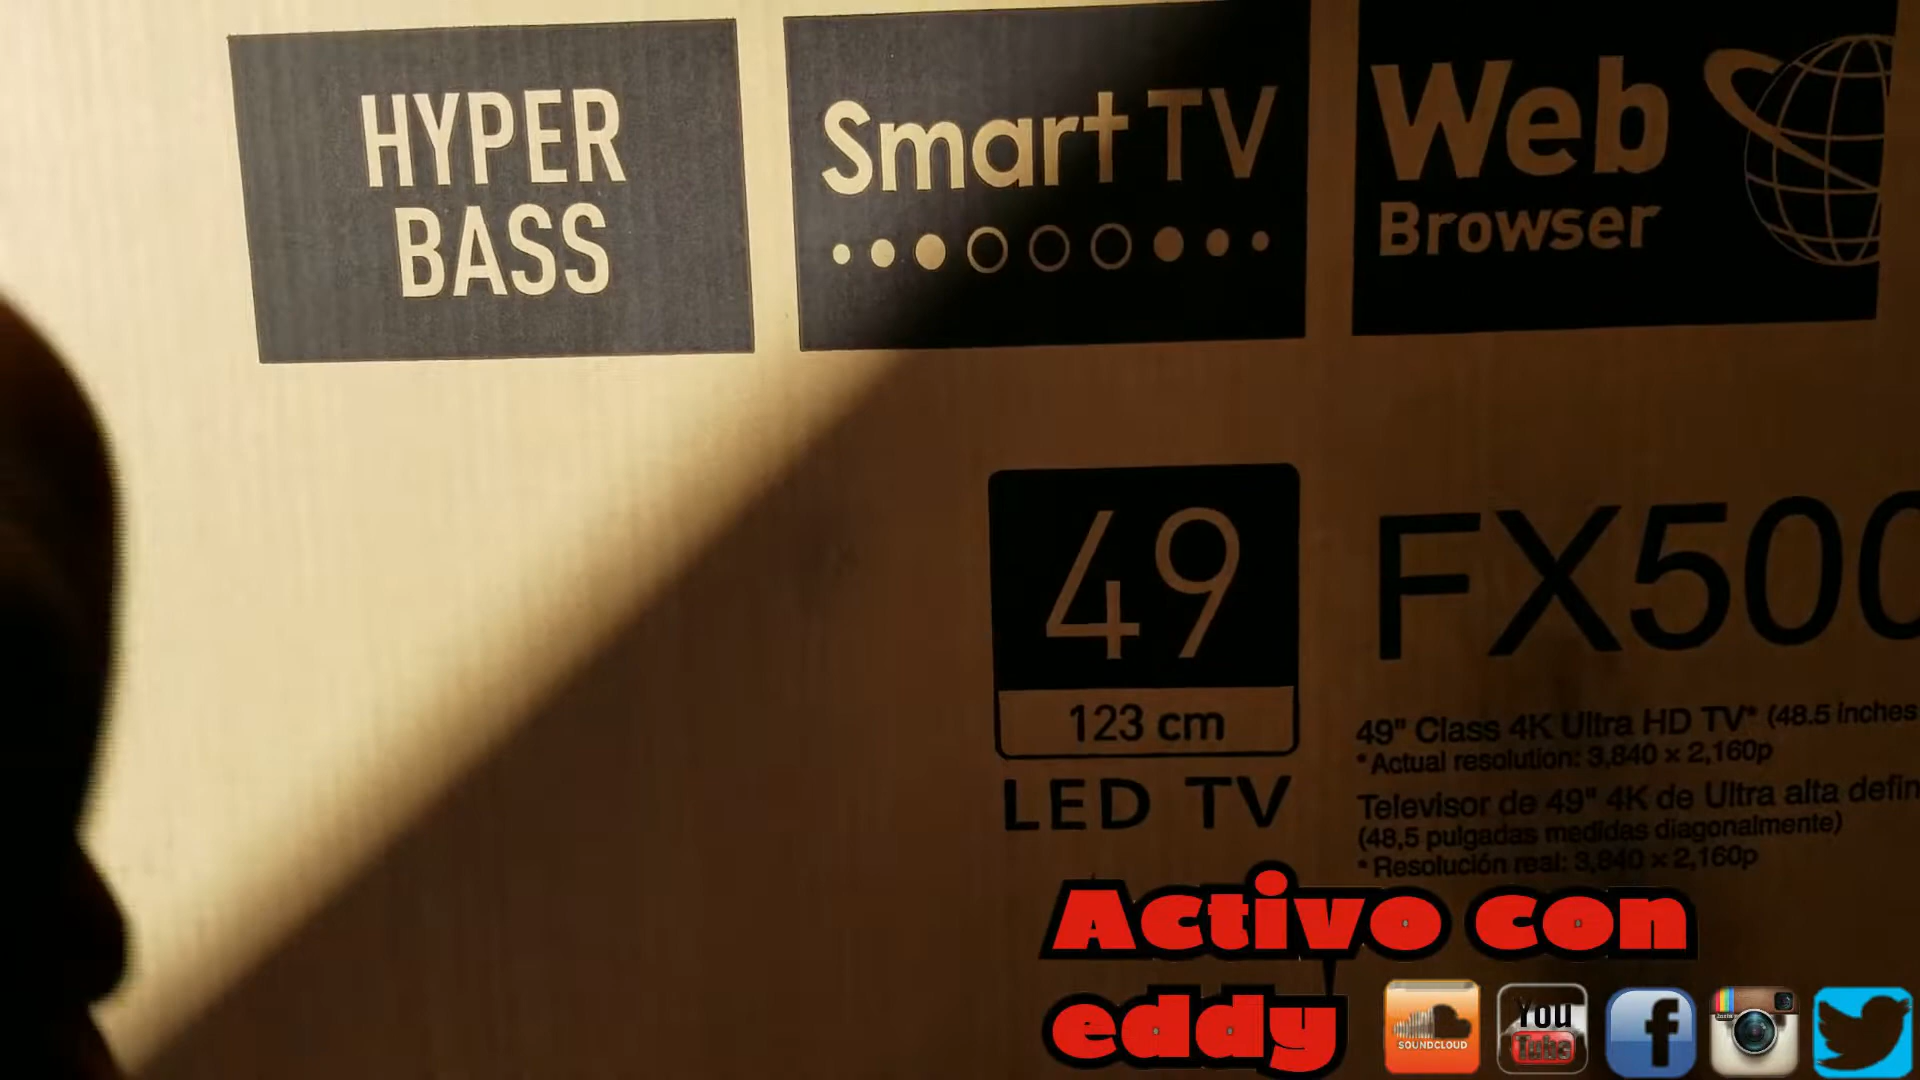 HYPER
BASS
Smart TV
Web
Browser
49
123 cm
LED TV
FX500
49" Class 4K Ultra HD TV* (48.5 inches
* Actual resolution: 3,840 × 2,160p
Televisor de 49" 4K de Ultra alta defin
(48,5 pulgadas medidas diagonalmente)
* Resolución real: 3,840 × 2,160p
Activo con
eddy
SOUNDCLOUD
You
Tube
f